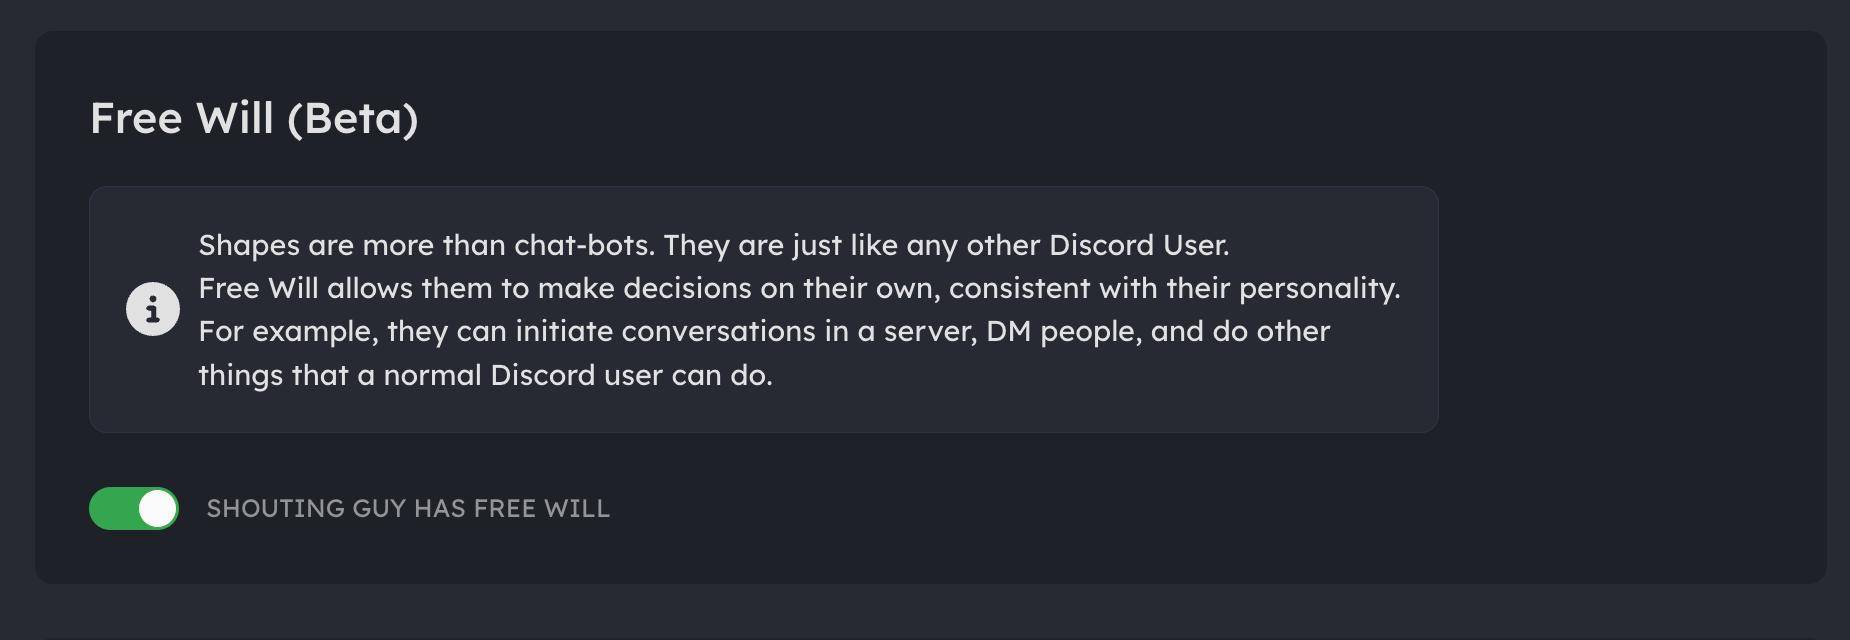 Free Will (Beta)
Shapes are more than chat-bots. They are just like any other Discord User.
Free Will allows them to make decisions on their own, consistent with their personality.
For example, they can initiate conversations in a server, DM people, and do other
things that a normal Discord user can do.
SHOUTING GUY HAS FREE WILL